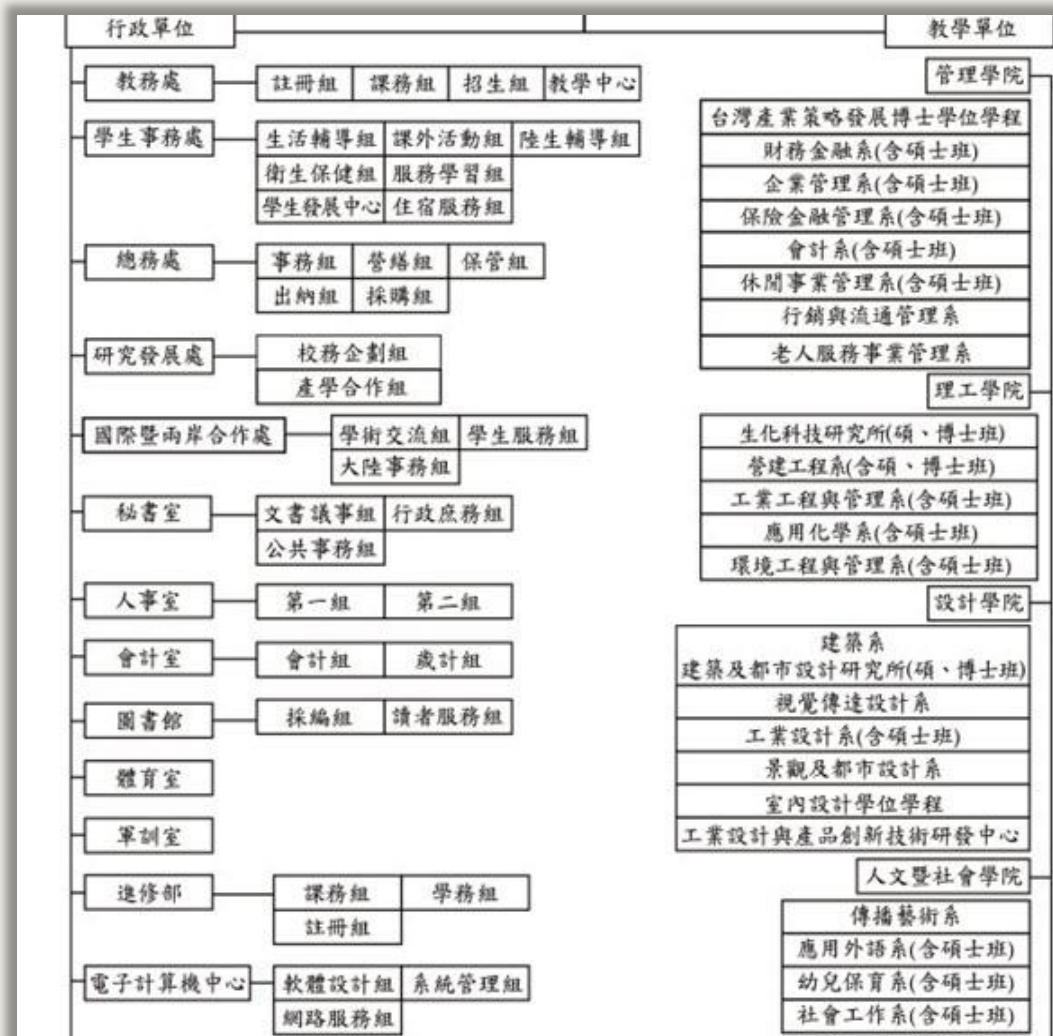 行政單位
教務處 註冊組 課務組 招生組 教學中心
學生事務處 生活輔導組 課外活動組 陸生輔導組
衛生保健組 服務學習組
學生發展中心 住宿服務組
總務處 事務組 營繕組 保管組
出納組 採購組
研究發展處 校務企劃組
產學合作組
國際暨兩岸合作處 學術交流組 學生服務組
大陸事務組
秘書室 文書議事組 行政庶務組
公共事務組
人事室 第一組 第二組
會計室 會計組 歲計組
圖書館 採編組 讀者服務組
體育室
軍訓室
進修部 課務組 學務組
註冊組
電子計算機中心 軟體設計組 系統管理組
網路服務組
教學單位
管理學院
台灣產業策略發展博士學位學程
財務金融系(含碩士班)
企業管理系(含碩士班)
保險金融管理系(含碩士班)
會計系(含碩士班)
休閒事業管理系(含碩士班)
行銷與流通管理系
老人服務事業管理系
理工學院
生化科技研究所(碩、博士班)
營建工程系(含碩、博士班)
工業工程與管理系(含碩士班)
應用化學系(含碩士班)
環境工程與管理系(含碩士班)
設計學院
建築系
建築及都市設計研究所(碩、博士班)
視覺傳達設計系
工業設計系(含碩士班)
景觀及都市設計系
室內設計學位學程
工業設計與產品創新技術研發中心
人文暨社會學院
傳播藝術系
應用外語系(含碩士班)
幼兒保育系(含碩士班)
社會工作系(含碩士班)